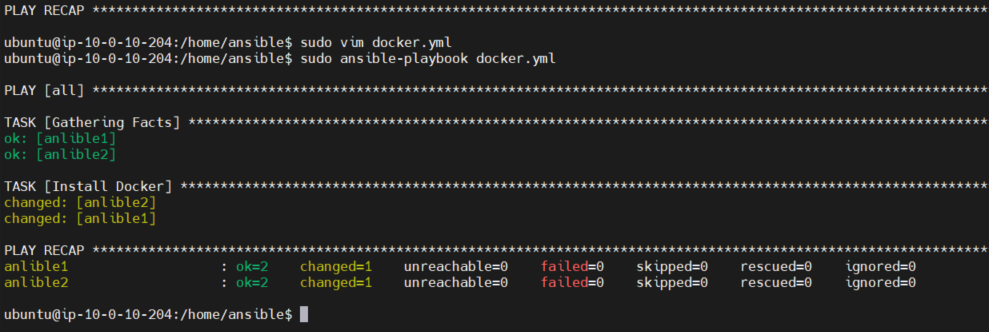 PLAY RECAP ****************************************************************************************************************
ubuntu@ip-10-0-10-204:/home/ansible$ sudo vim docker.yml
ubuntu@ip-10-0-10-204:/home/ansible$ sudo ansible-playbook docker.yml
PLAY [all] ****************************************************************************************************************
TASK [Gathering Facts] ****************************************************************************************************
ok: [anlible1]
ok: [anlible2]
TASK [Install Docker] *****************************************************************************************************
changed: [anlible2]
changed: [anlible1]
PLAY RECAP ****************************************************************************************************************
anlible1                   : ok=2    changed=1    unreachable=0    failed=0    skipped=0    rescued=0    ignored=0
anlible2                   : ok=2    changed=1    unreachable=0    failed=0    skipped=0    rescued=0    ignored=0
ubuntu@ip-10-0-10-204:/home/ansible$